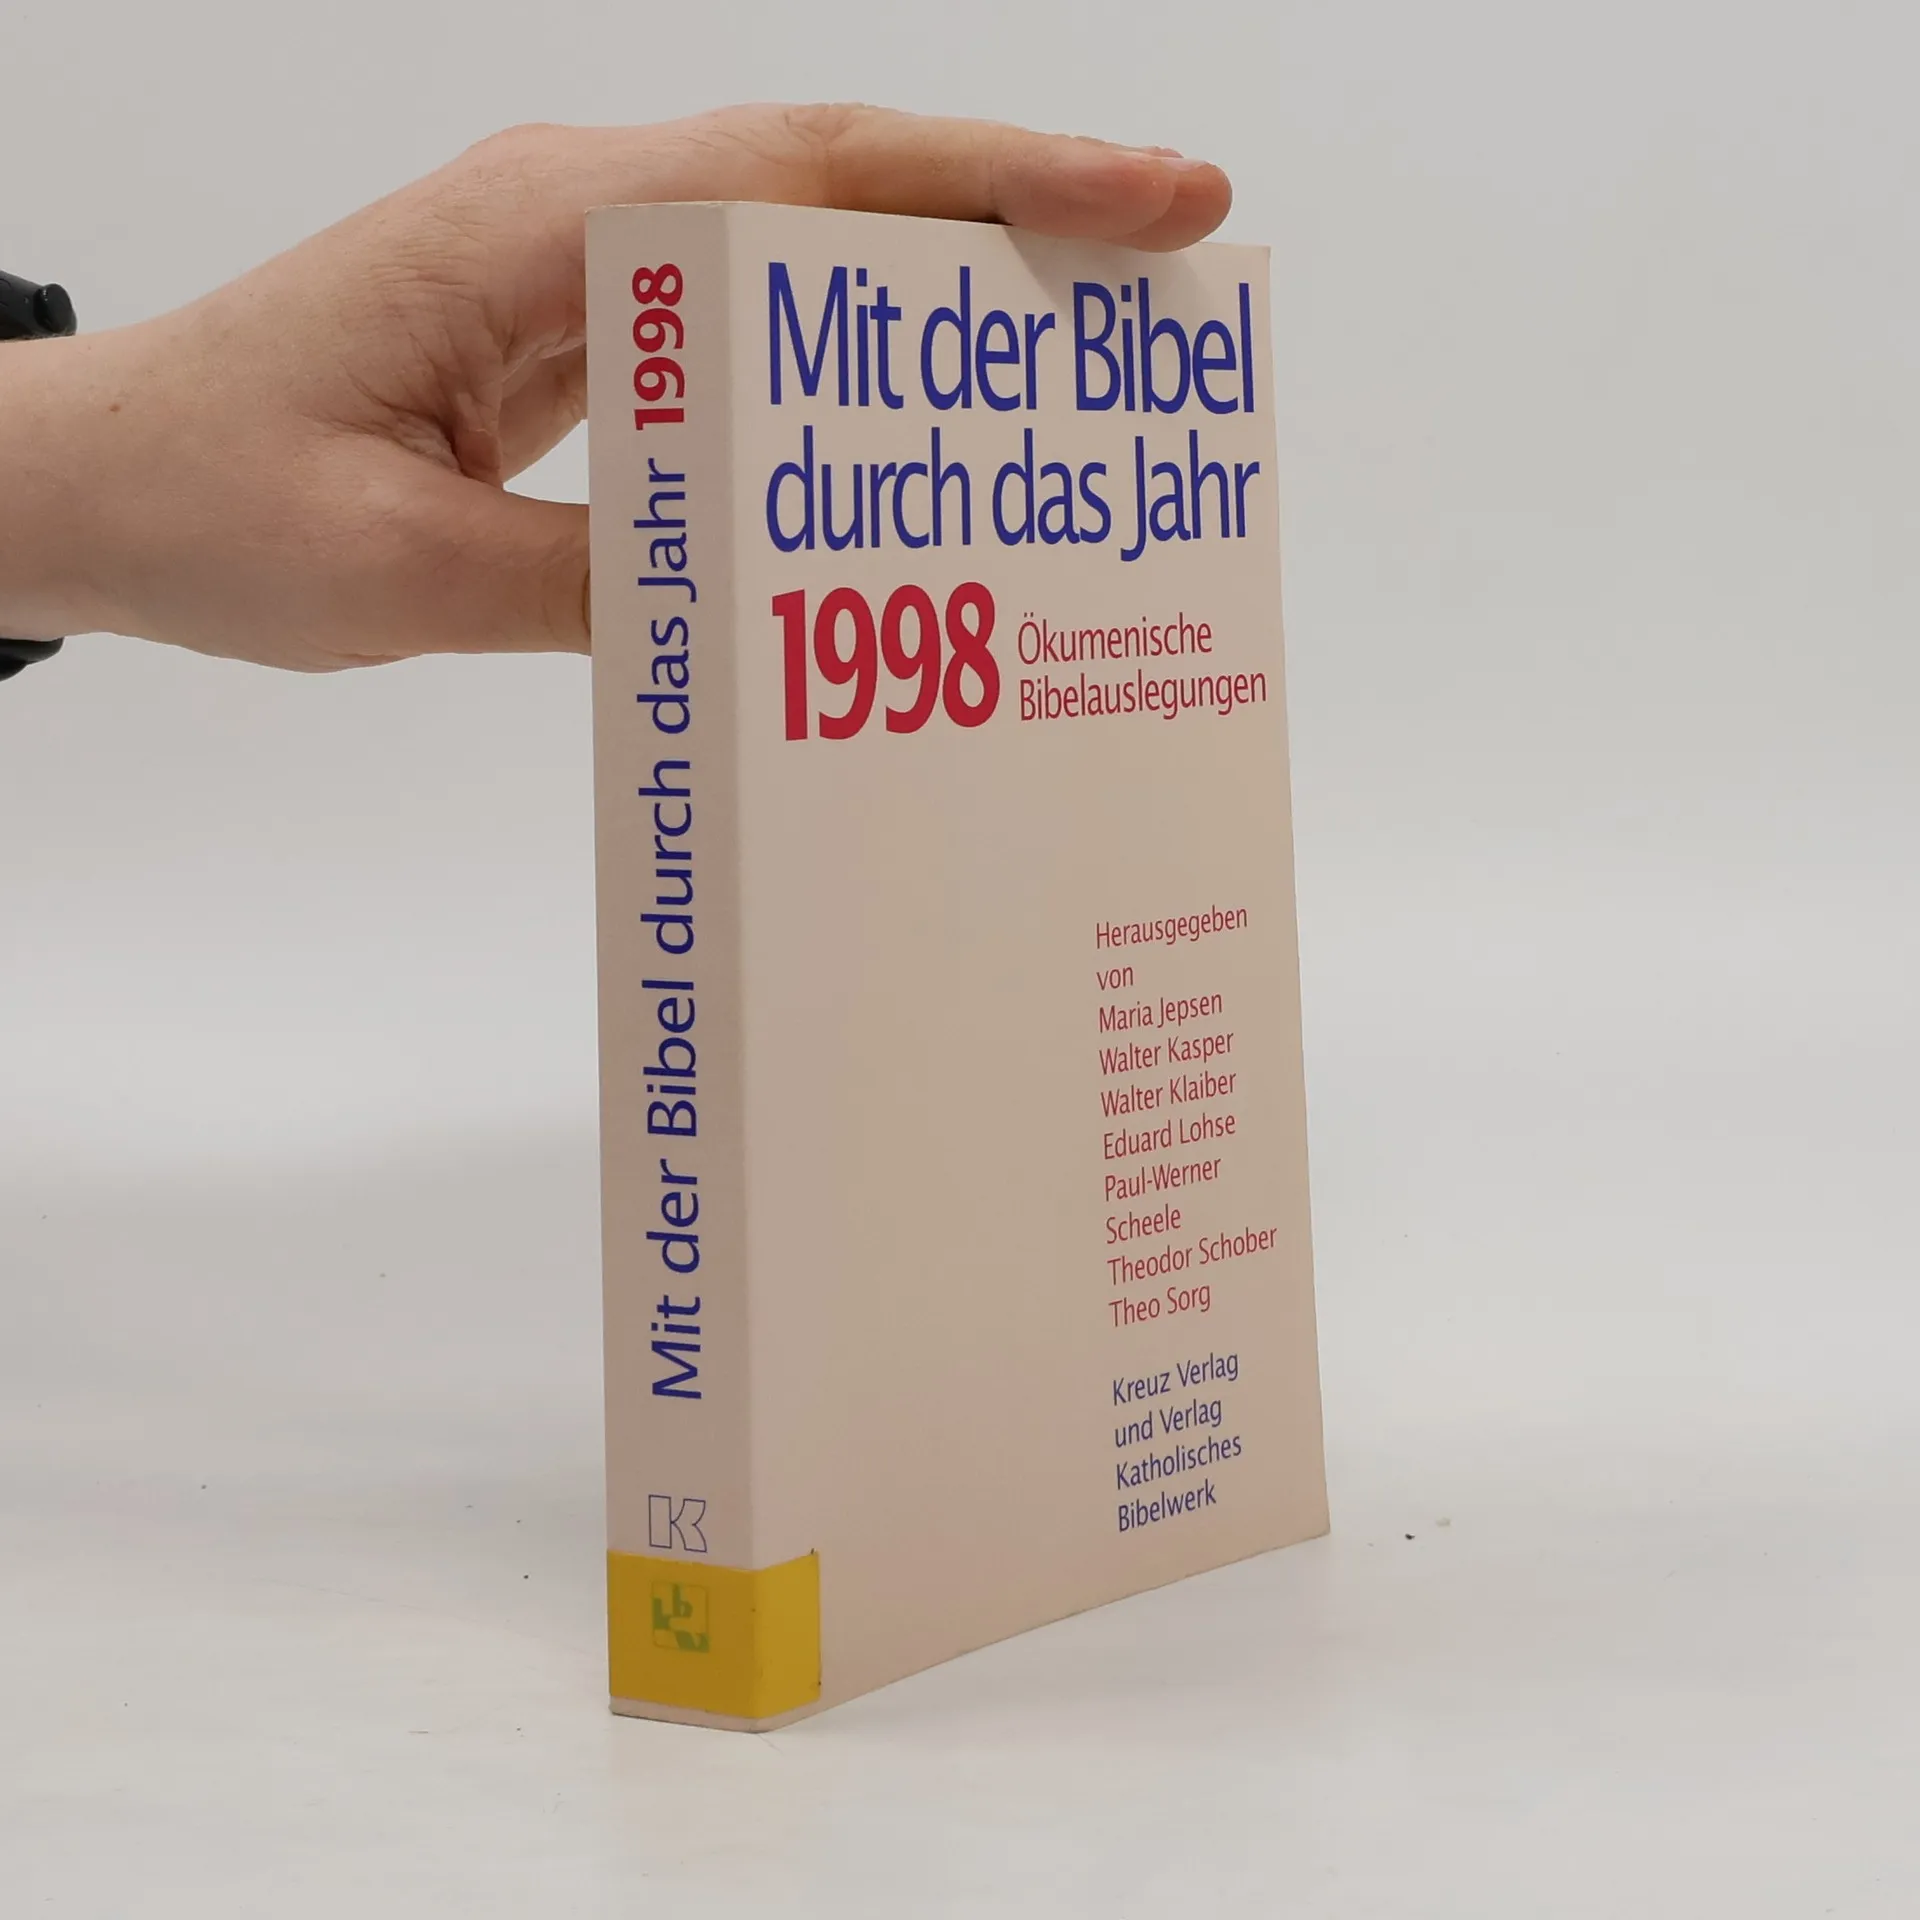 Mit der Bibel durch das Jahr 1998
K
Mit der Bibel
durch das Jahr
1998
Ökumenische
Bibelauslegungen
Herausgegeben
von
Maria Jepsen
Walter Kasper
Walter Klaiber
Eduard Lohse
Paul-Werner
Scheele
Theodor Schober
Theo Sorg
Kreuz Verlag
und Verlag
Katholisches
Bibelwerk